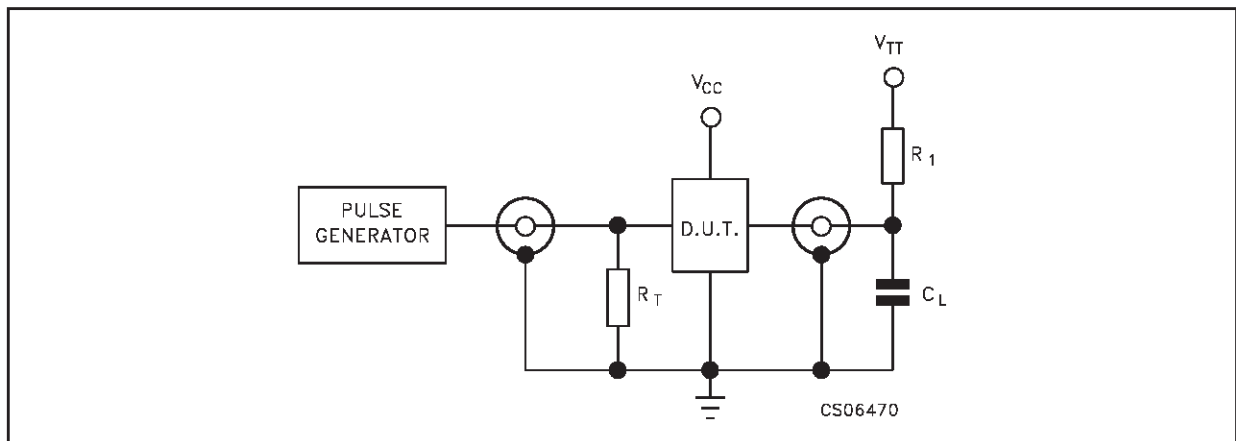 V_TT
V_CC
R_1
PULSE
GENERATOR
D.U.T.
R_T
C_L
CS06470